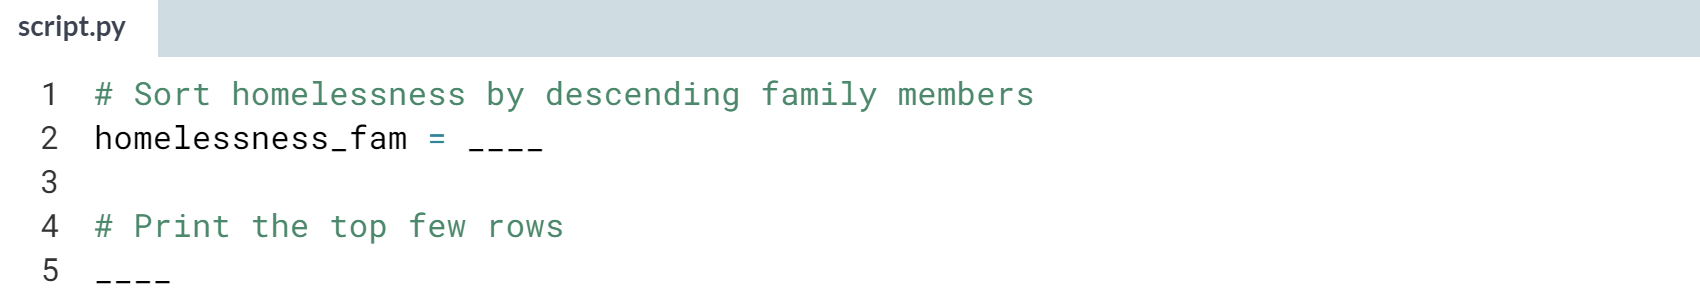 script.py
1 # Sort homelessness by descending family members
2 homelessness_fam = ____
3
4 # Print the top few rows
5 ____